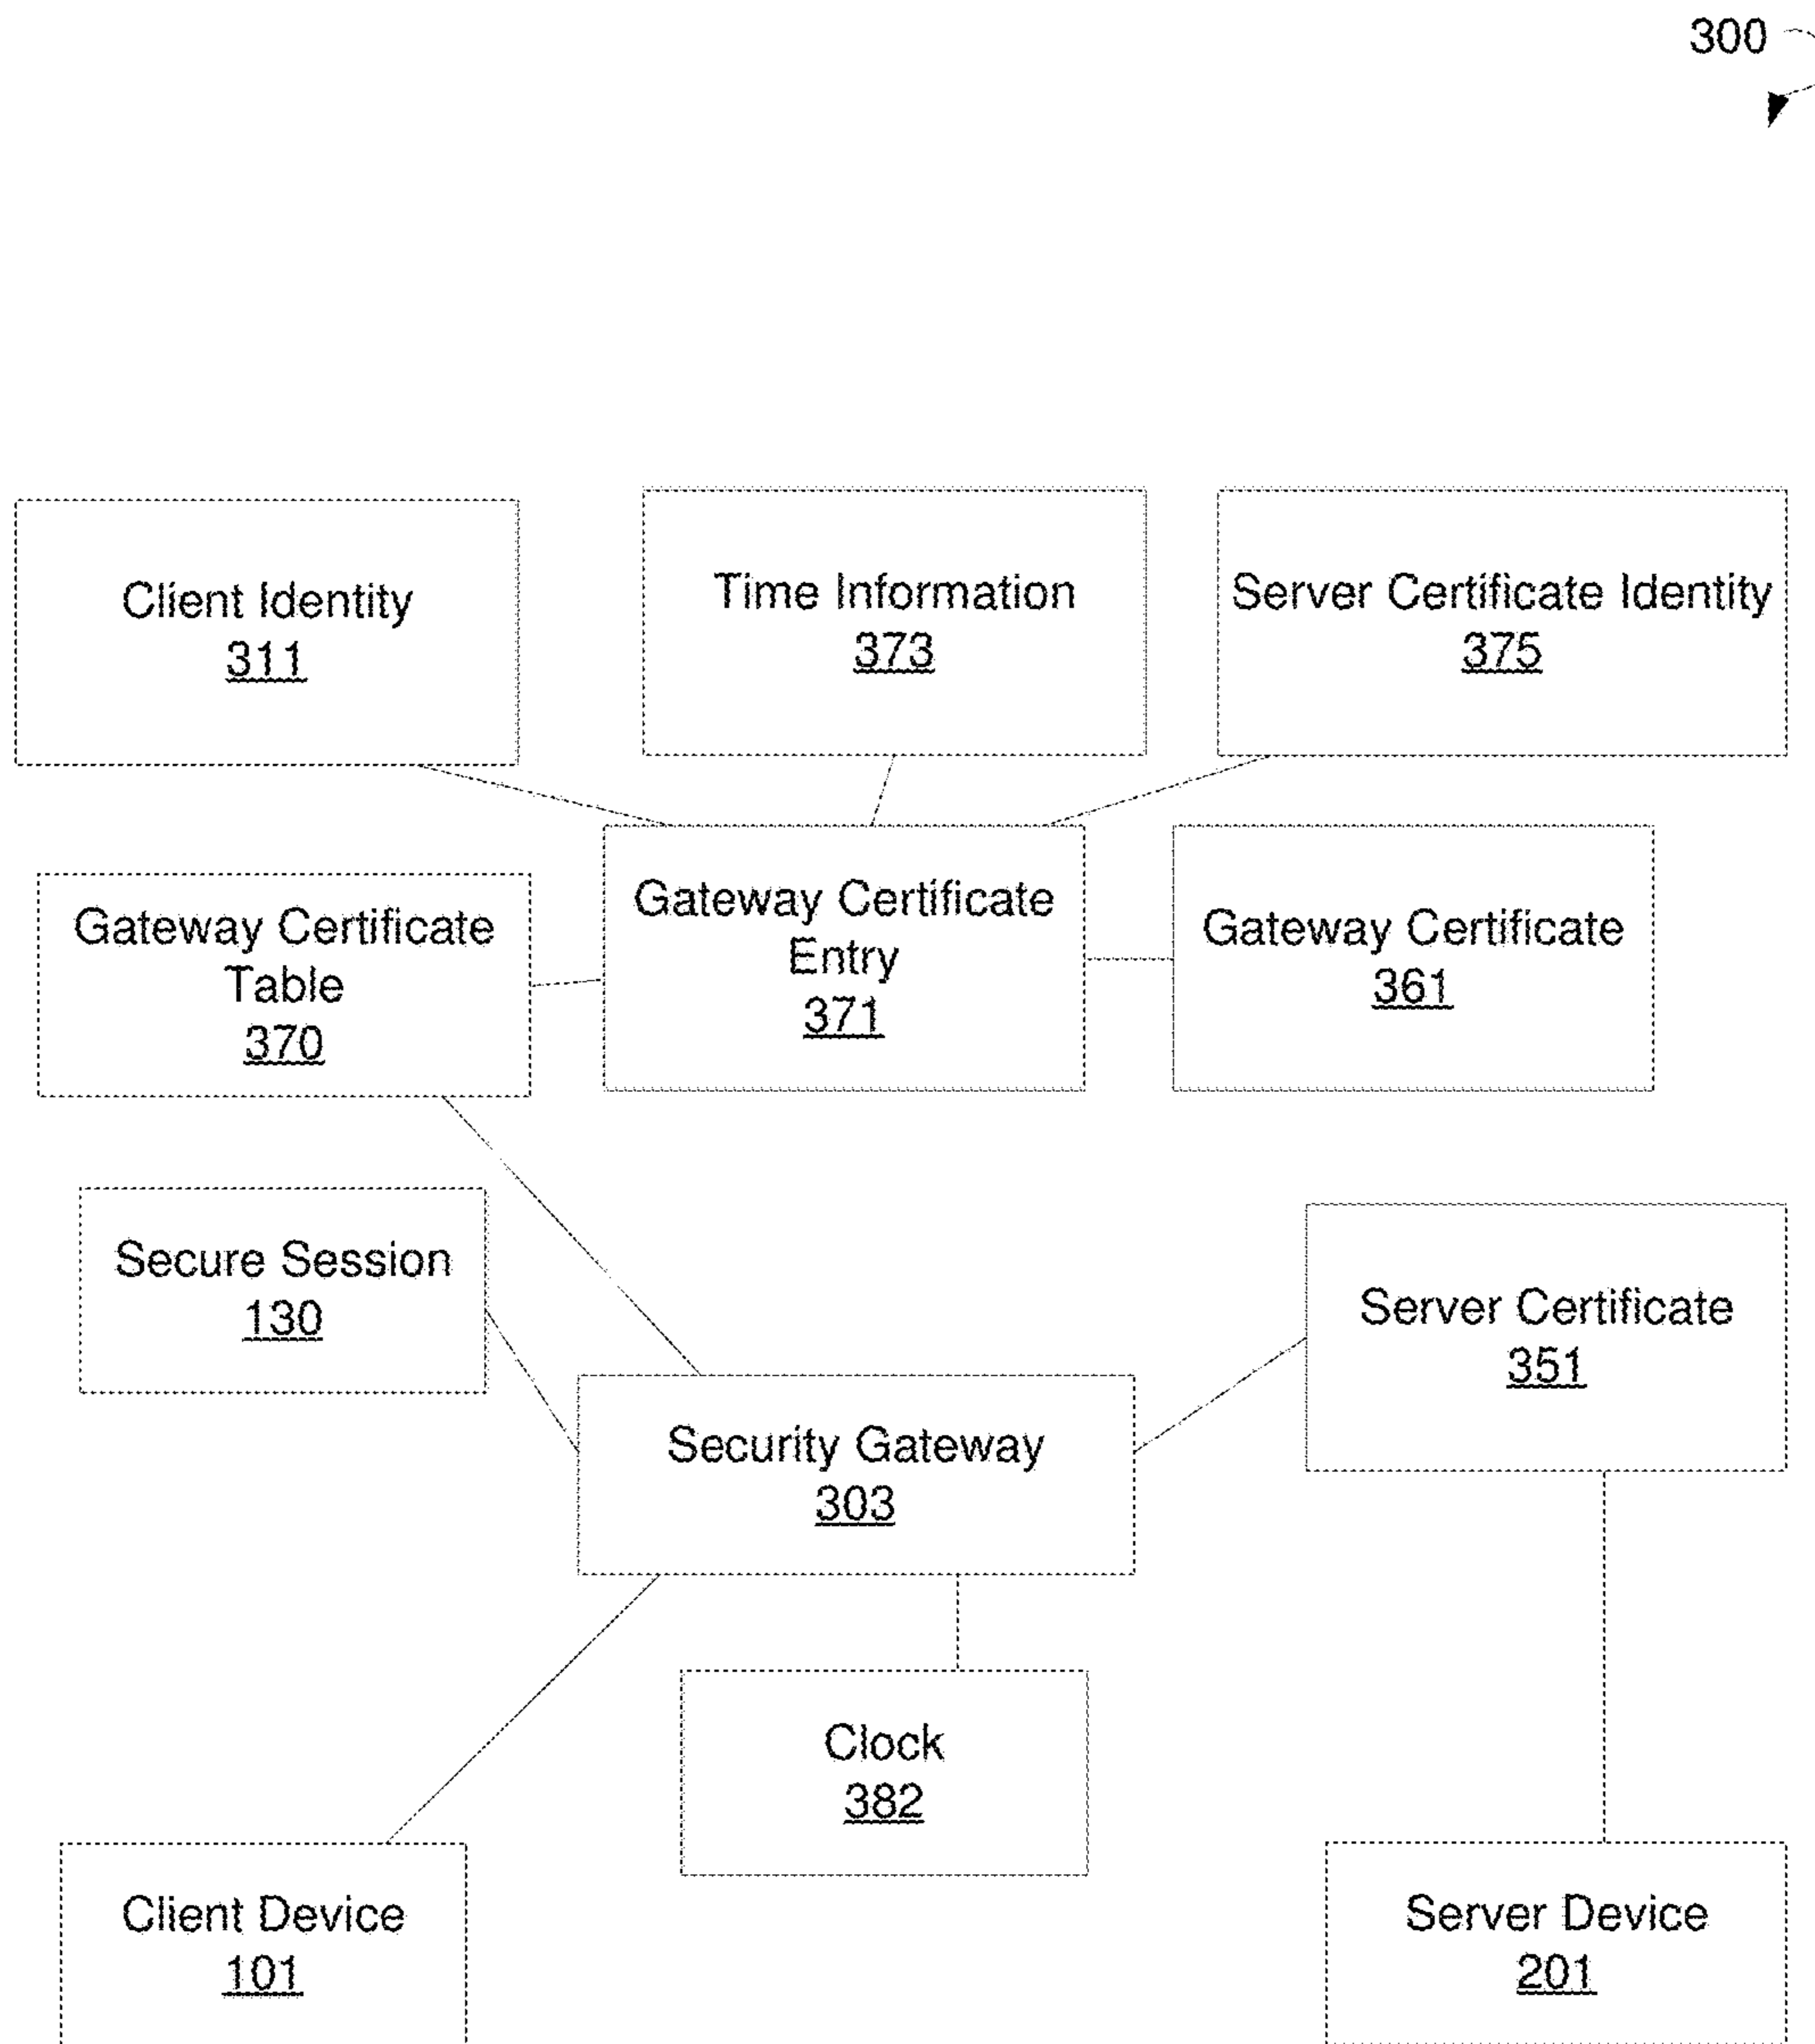 300
Client Identity
311
Time Information
373
Server Certificate Identity
375
Gateway Certificate
Table
370
Gateway Certificate
Entry
371
Gateway Certificate
361
Secure Session
130
Server Certificate
351
Security Gateway
303
Clock
382
Client Device
101
Server Device
201